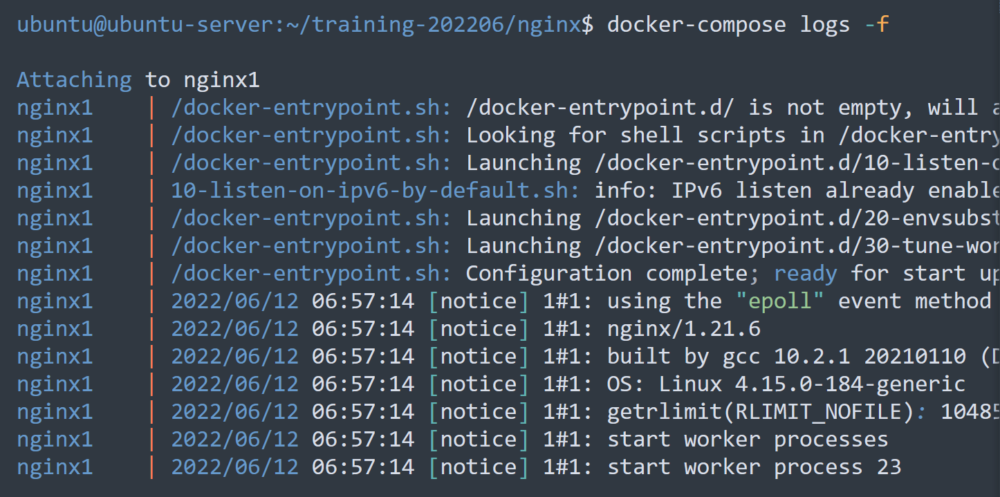 ubuntu@ubuntu-server:~/training-202206/nginx$ docker-compose logs -f
Attaching to nginx1
nginx1 | /docker-entrypoint.sh: /docker-entrypoint.d/ is not empty, will
nginx1 | /docker-entrypoint.sh: Looking for shell scripts in /docker-entry
nginx1 | /docker-entrypoint.sh: Launching /docker-entrypoint.d/10-listen-
nginx1 | 10-listen-on-ipv6-by-default.sh: info: IPv6 listen already enable
nginx1 | /docker-entrypoint.sh: Launching /docker-entrypoint.d/20-envsubst
nginx1 | /docker-entrypoint.sh: Launching /docker-entrypoint.d/30-tune-wor
nginx1 | /docker-entrypoint.sh: Configuration complete; ready for start up
nginx1 | 2022/06/12 06:57:14 [notice] 1#1: using the "epoll" event method
nginx1 | 2022/06/12 06:57:14 [notice] 1#1: nginx/1.21.6
nginx1 | 2022/06/12 06:57:14 [notice] 1#1: built by gcc 10.2.1 20210110 (D
nginx1 | 2022/06/12 06:57:14 [notice] 1#1: OS: Linux 4.15.0-184-generic
nginx1 | 2022/06/12 06:57:14 [notice] 1#1: getrlimit(RLIMIT_NOFILE): 10485
nginx1 | 2022/06/12 06:57:14 [notice] 1#1: start worker processes
nginx1 | 2022/06/12 06:57:14 [notice] 1#1: start worker process 23